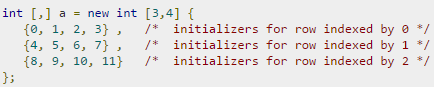 int [,] a = new int [3,4] {
{0, 1, 2, 3} , /* initializers for row indexed by 0 */
{4, 5, 6, 7} , /* initializers for row indexed by 1 */
{8, 9, 10, 11} /* initializers for row indexed by 2 */
};